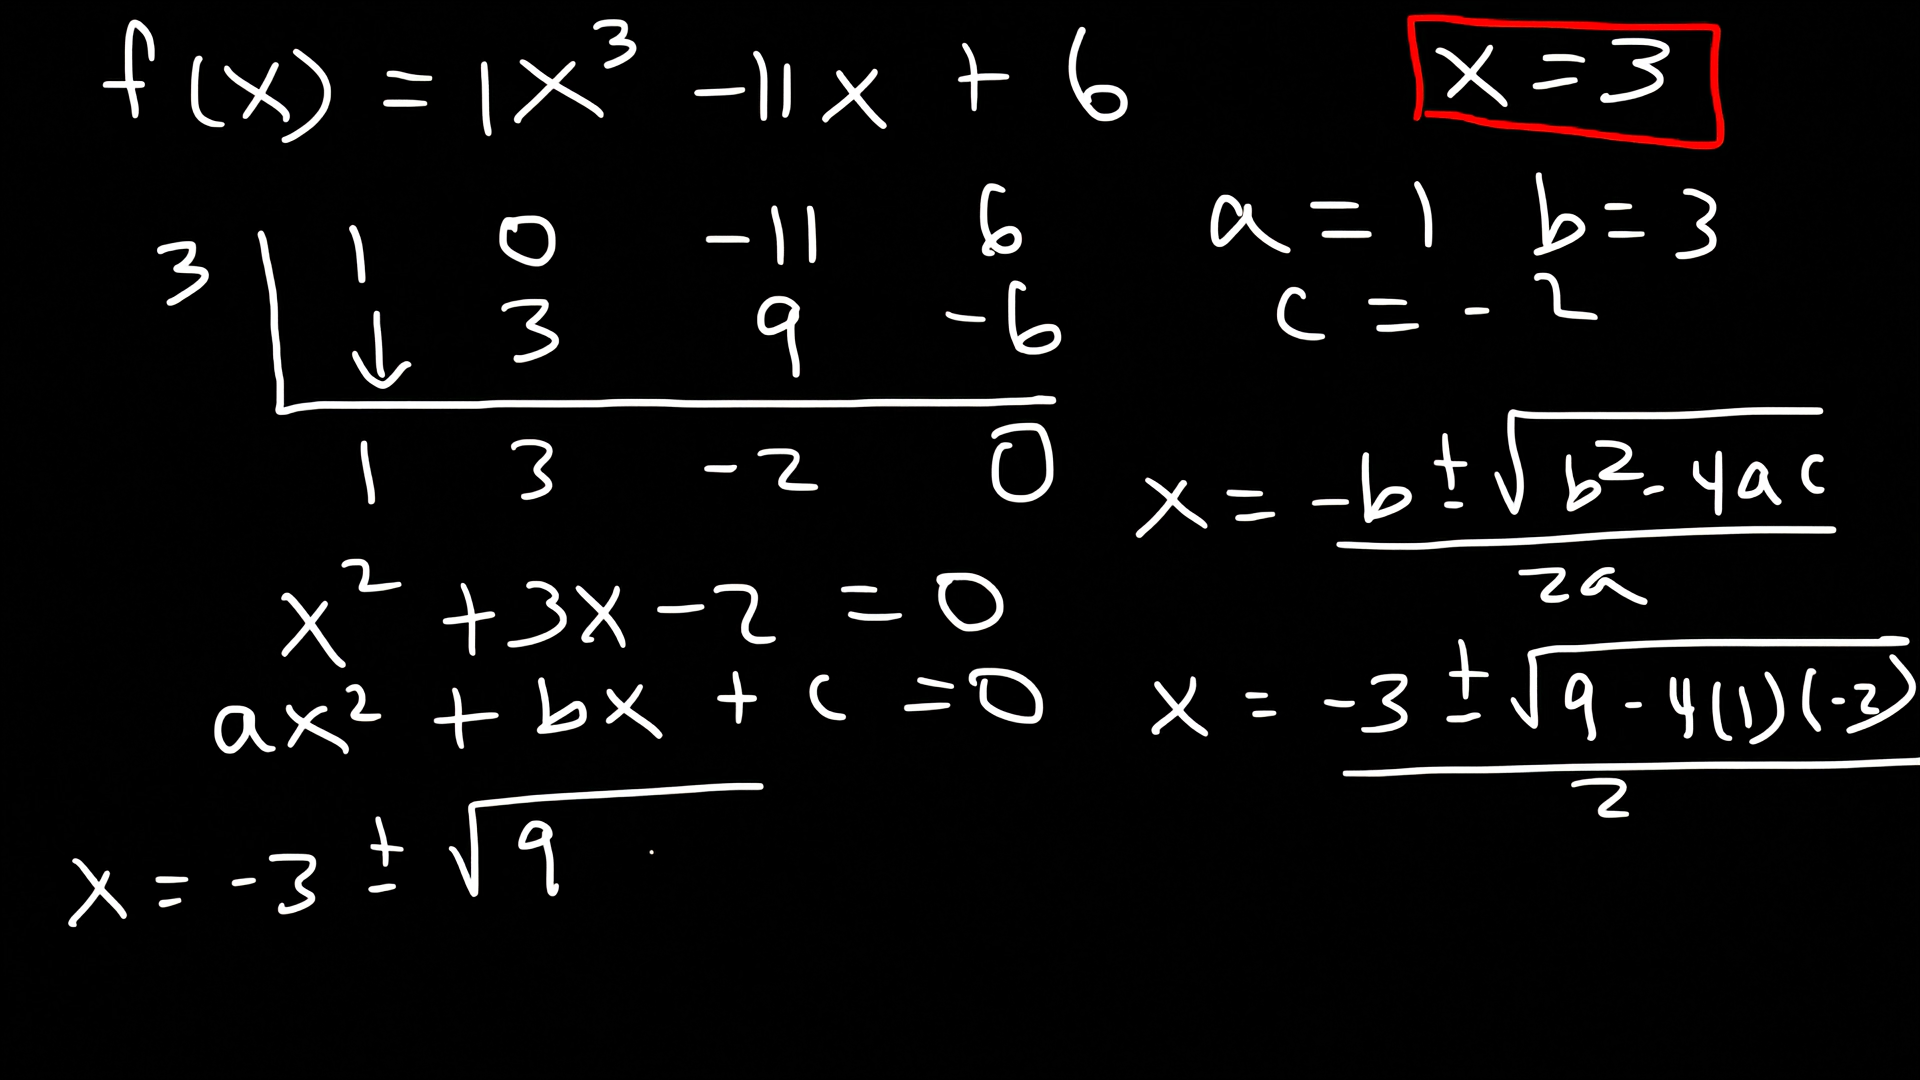 f(x) = 1x³ - 11x + 6
x = 3
3 | 1 0 -11 6
↓ 3 9 -6
1 3 -2 0
x² + 3x - 2 = 0
ax² + bx + c = 0
x = -3 ± √9
a = 1 b = 3
c = -2
x = -b ± √b² - 4ac
2a
x = -3 ± √9 - 4(1)(-2)
2